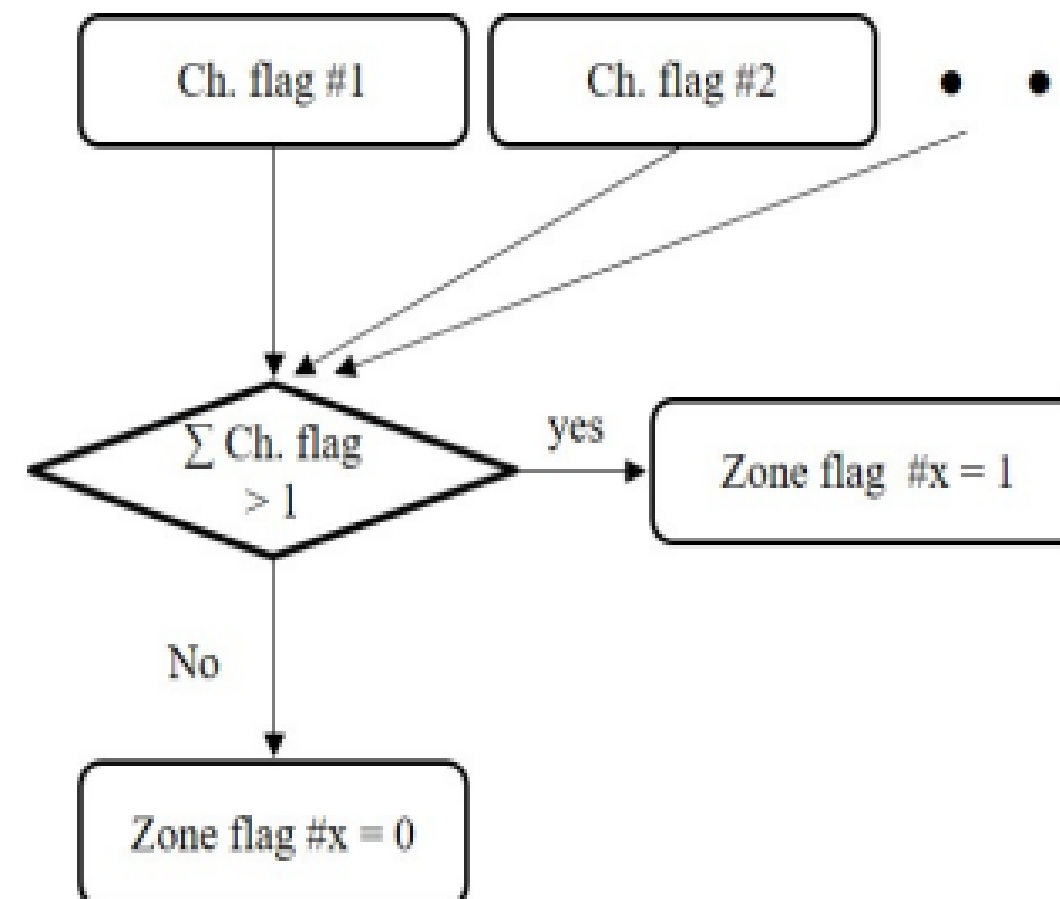 Ch. flag #1
Ch. flag #2
• •
∑ Ch. flag
> 1
yes
Zone flag #x = 1
No
Zone flag #x = 0